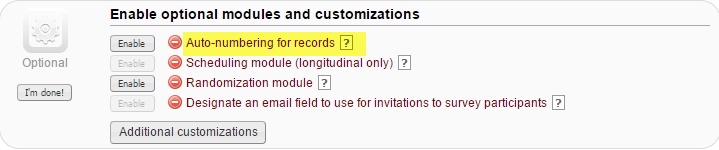 Enable optional modules and customizations
Optional
I'm done!
Enable Auto-numbering for records ?
Enable Scheduling module (longitudinal only) ?
Enable Randomization module ?
Enable Designate an email field to use for invitations to survey participants ?
Additional customizations